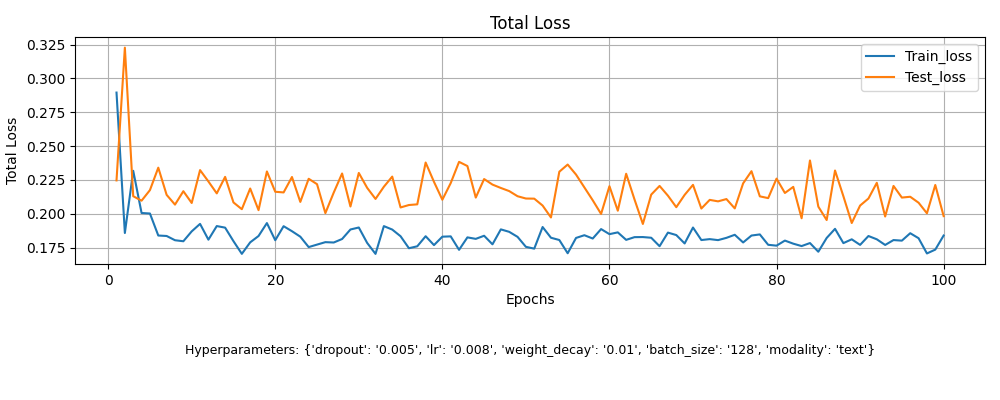 Total Loss
Total Loss
0.325
0.300
0.275
0.250
0.225
0.200
0.175
Train_loss
Test_loss
0
20
40
60
80
100
Epochs
Hyperparameters: {'dropout': '0.005', 'lr': '0.008', 'weight_decay': '0.01', 'batch_size': '128', 'modality': 'text'}